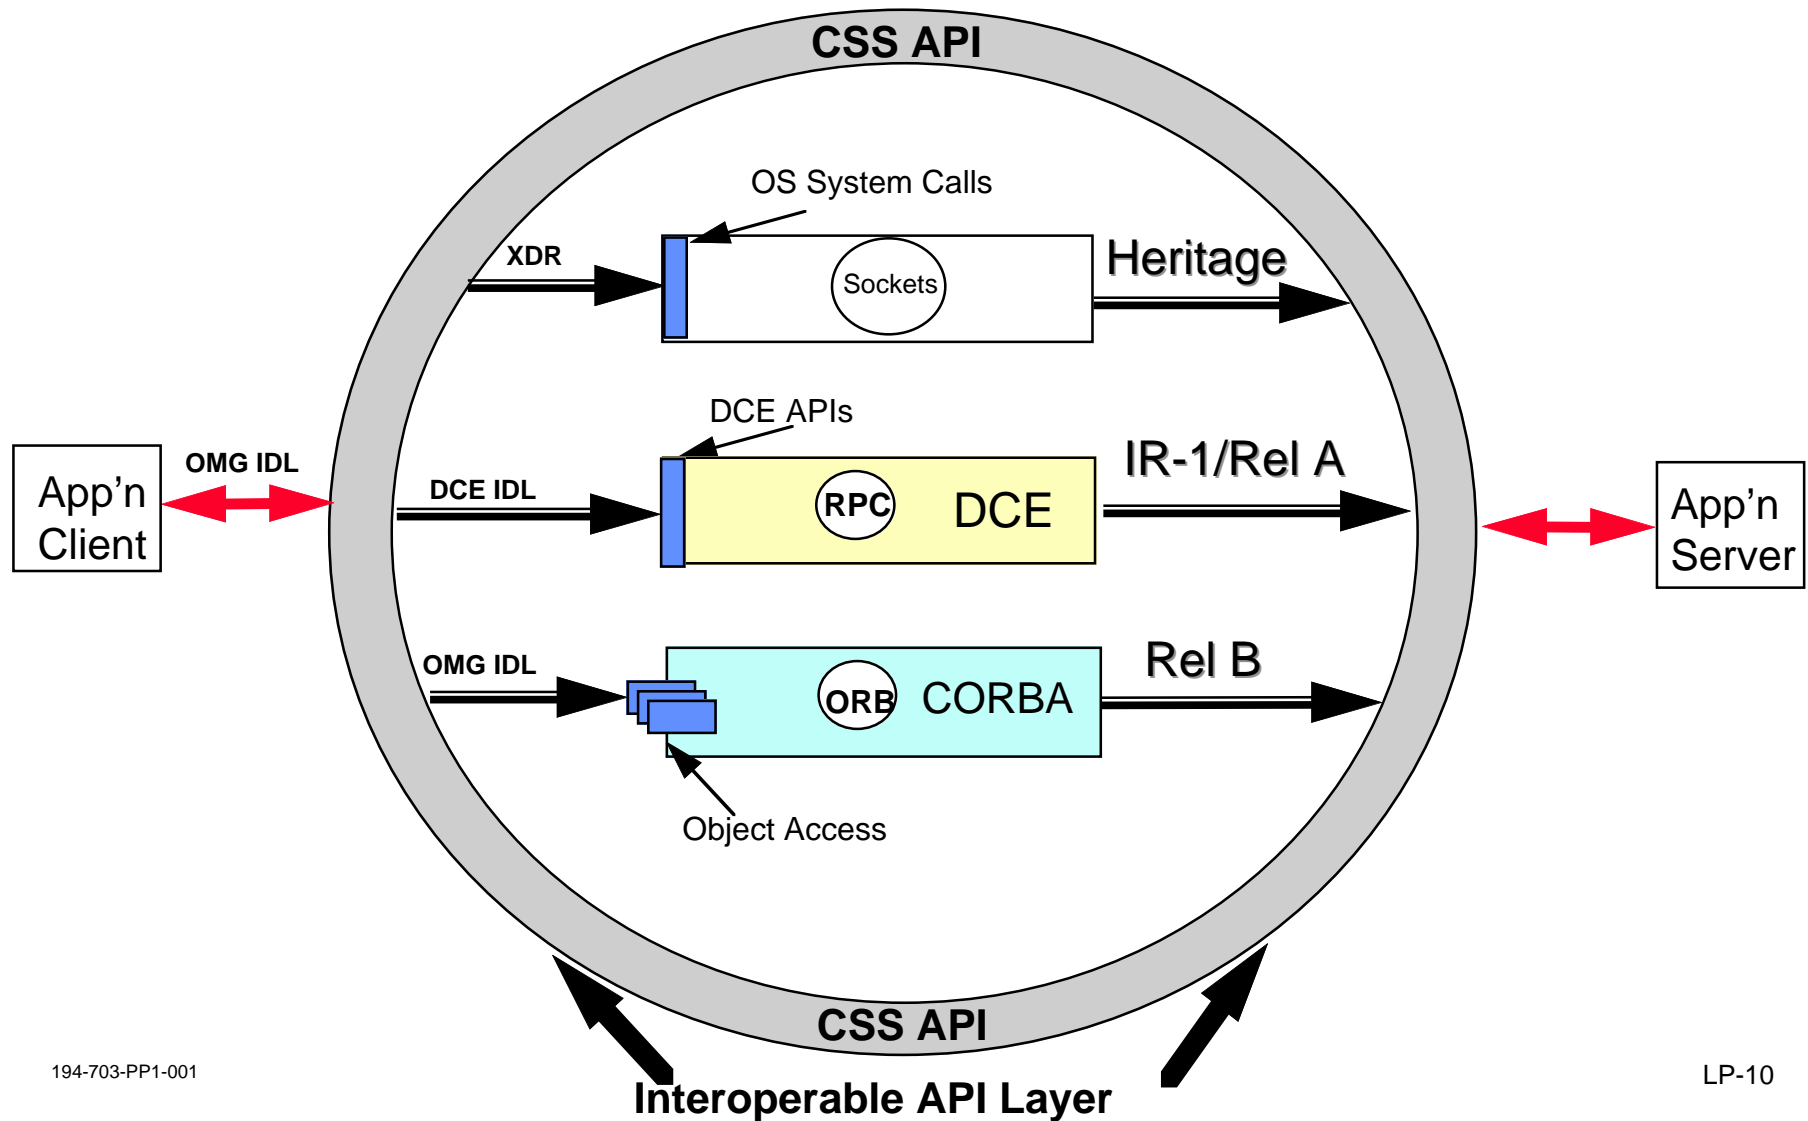 CSS API
OS System Calls
XDR
Sockets
Heritage
DCE APIs
OMG IDL
App'n
Client
DCE IDL
RPC
DCE
IR-1/Rel A
App'n
Server
OMG IDL
ORB
CORBA
Rel B
Object Access
CSS API
Interoperable API Layer
194-703-PP1-001
LP-10